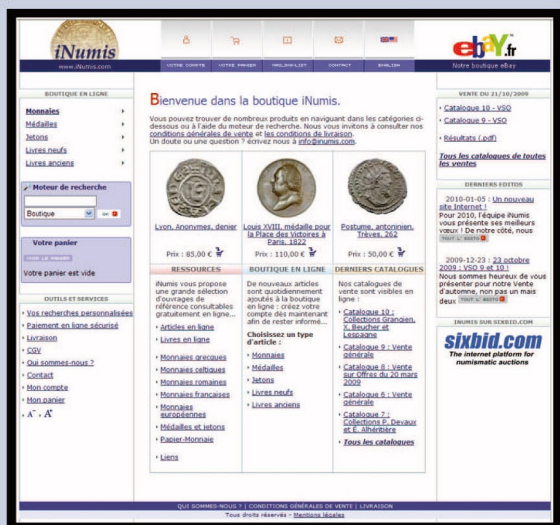 iNumis
www.iNumis.com
VOTRE COMPTE
VOTRE PANIER
MAILING-LIST
CONTACT
ENGLISH
ebY.fr
Notre boutique eBay
BOUTIQUE EN LIGNE
Monnaies
Médailles
Jetons
Livres neufs
Livres anciens
Moteur de recherche
Boutique
OK
Votre panier
VOIR LE PANIER
Votre panier est vide
OUTILS ET SERVICES
Vos recherches personnalisées
Paiement en ligne sécurisé
Livraison
CGV
Qui sommes-nous ?
Contact
Mon compte
Mon panier
A- A+
Bienvenue dans la boutique iNumis.
Vous pouvez trouver de nombreux produits en naviguant dans les catégories ci-
dessous ou à l'aide du moteur de recherche. Nous vous invitons à consulter nos
conditions générales de vente et les conditions de livraison.
Un doute ou une question ? écrivez nous à info@inumis.com.
Lyon, Anonymes, denier
Prix : 85,00 €
Louis XVIII, médaille pour
la Place des Victoires à
Paris, 1822
Prix : 110,00 €
Postume, antoninien,
Trèves, 262
Prix : 50,00 €
RESSOURCES
iNumis vous propose
une grande sélection
d'ouvrages de
référence consultables
gratuitement en ligne...
Articles en ligne
Livres en ligne
Monnaies grecques
Monnaies celtiques
Monnaies romaines
Monnaies françaises
Monnaies
européennes
Médailles et jetons
Papier-Monnaie
Liens
BOUTIQUE EN LIGNE
De nouveaux articles
sont quotidiennement
ajoutés à la boutique
en ligne : créez votre
compte dès maintenant
afin de rester informé...
Choisissez un type
d'article :
Monnaies
Médailles
Jetons
Livres neufs
Livres anciens
DERNIERS CATALOGUES
Nos catalogues de
vente sont visibles en
ligne :
Catalogue 10 :
Collections Grangien,
X. Beucher et
Lespagne
Catalogue 9 : Vente
générale
Catalogue 8 : Vente
sur Offres du 20 mars
2009
Catalogue 6 : Vente
générale
Catalogue 7 :
Collections P. Devaux
et E. Alhéritière
Tous les catalogues
VENTE DU 21/10/2009
Catalogue 10 - VSO
Catalogue 9 - VSO
Résultats (.pdf)
Tous les catalogues de toutes
les ventes
DERNIERS EDITOS
2010-01-05 : Un nouveau
site Internet !
Pour 2010, l'équipe iNumis
vous présente ses meilleurs
vœux ! De notre côté, nous
TOUT L'EDITO
2009-12-23 : 23 octobre
2009 : VSO 9 et 10 !
Nous sommes heureux de vous
présenter pour notre Vente
d'automne, non pas un mais
deux TOUT L'EDITO
INUMIS SUR SIXBID.COM
sixbid.com
The internet platform for
numismatic auctions
QUI SOMMES-NOUS ? | CONDITIONS GÉNÉRALES DE VENTE | LIVRAISON
Tous droits réservés - Mentions légales